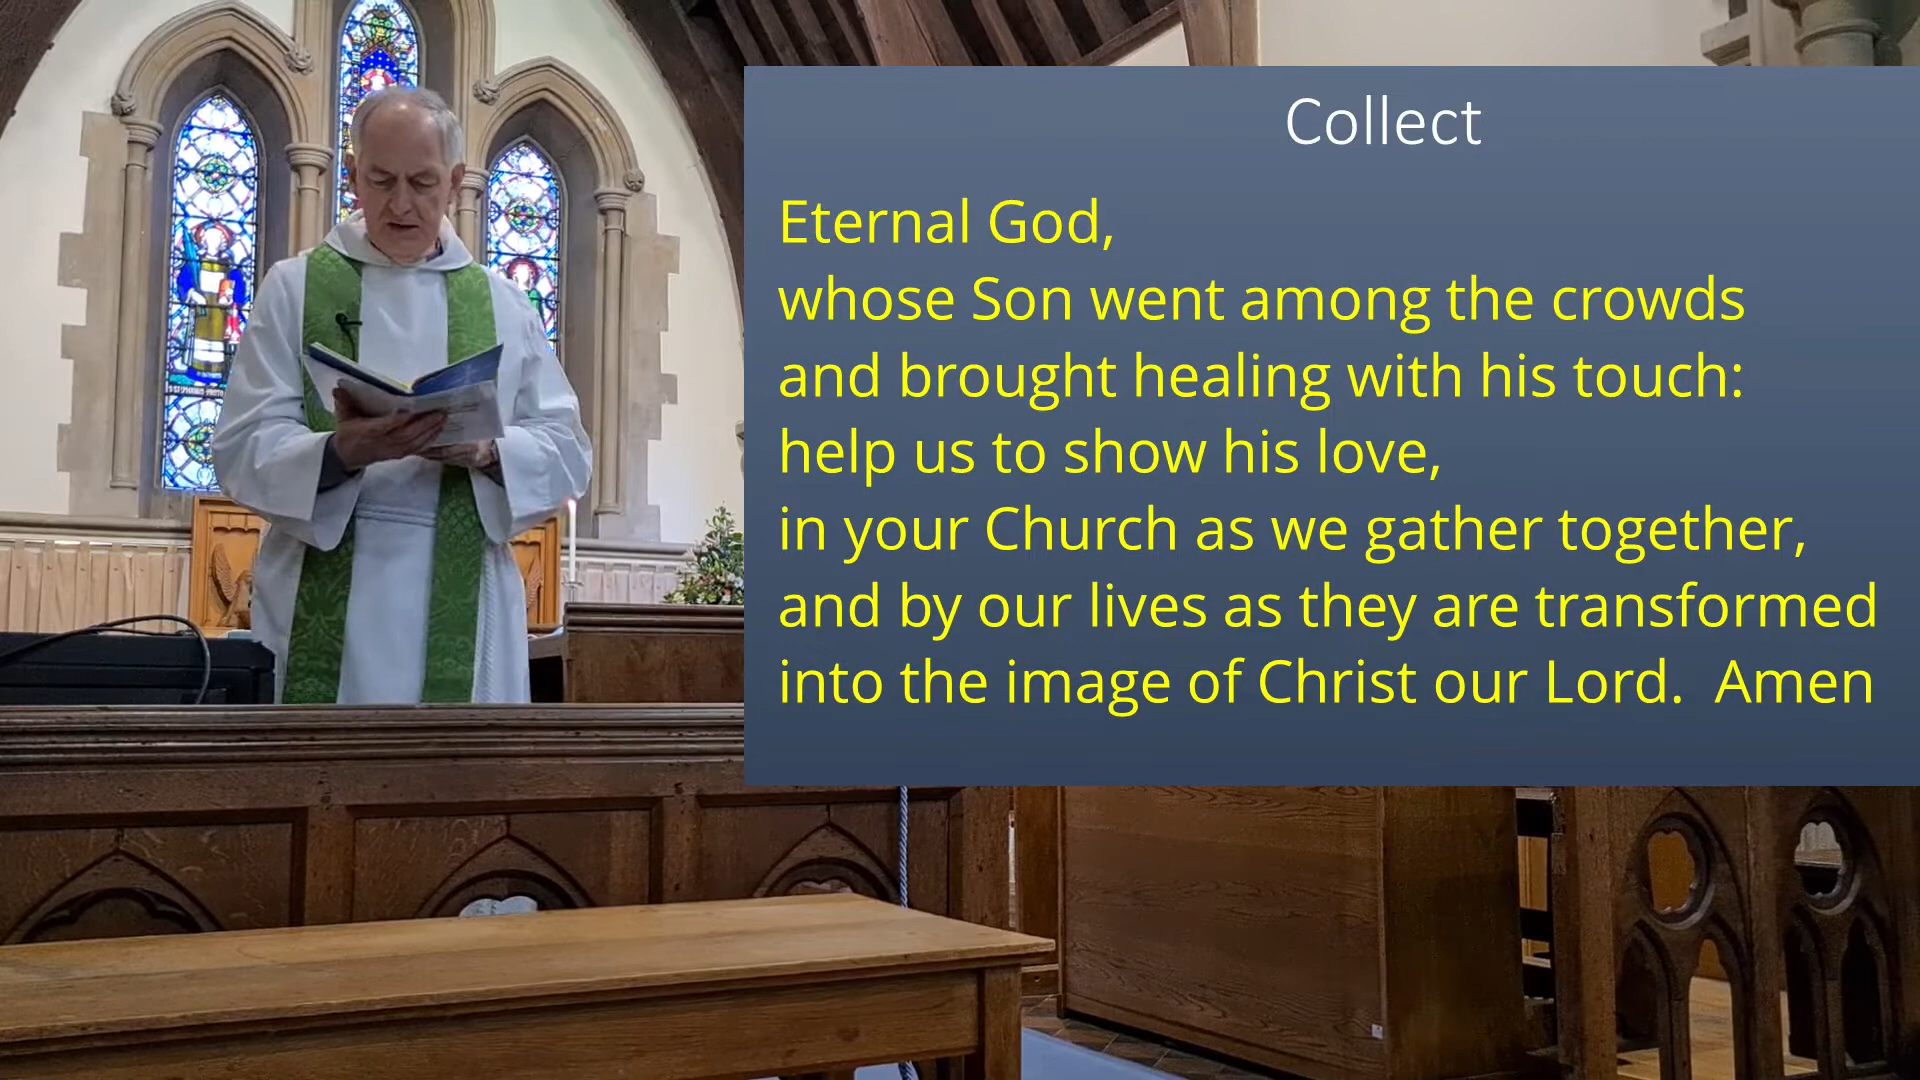 Collect
Eternal God,
whose Son went among the crowds
and brought healing with his touch:
help us to show his love,
in your Church as we gather together,
and by our lives as they are transformed
into the image of Christ our Lord.  Amen